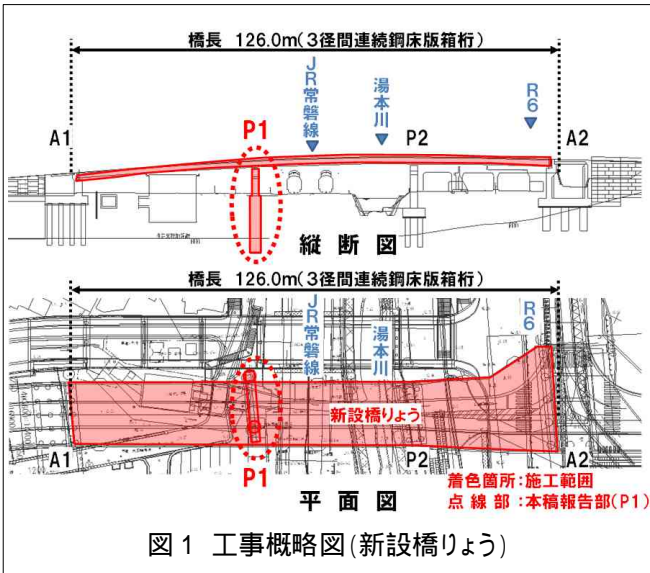 橋長 126.0m(3径間連続鋼床版箱桁)
A1
P1
JR常磐線
湯本川
P2
R6
A2
縦断図
橋長 126.0m(3径間連続鋼床版箱桁)
JR常磐線
湯本川
R6
新設橋りょう
A1
P1
P2
A2
平面図
着色箇所:施工範囲
点線部:本稿報告部(P1)
図1 工事概略図(新設橋りょう)